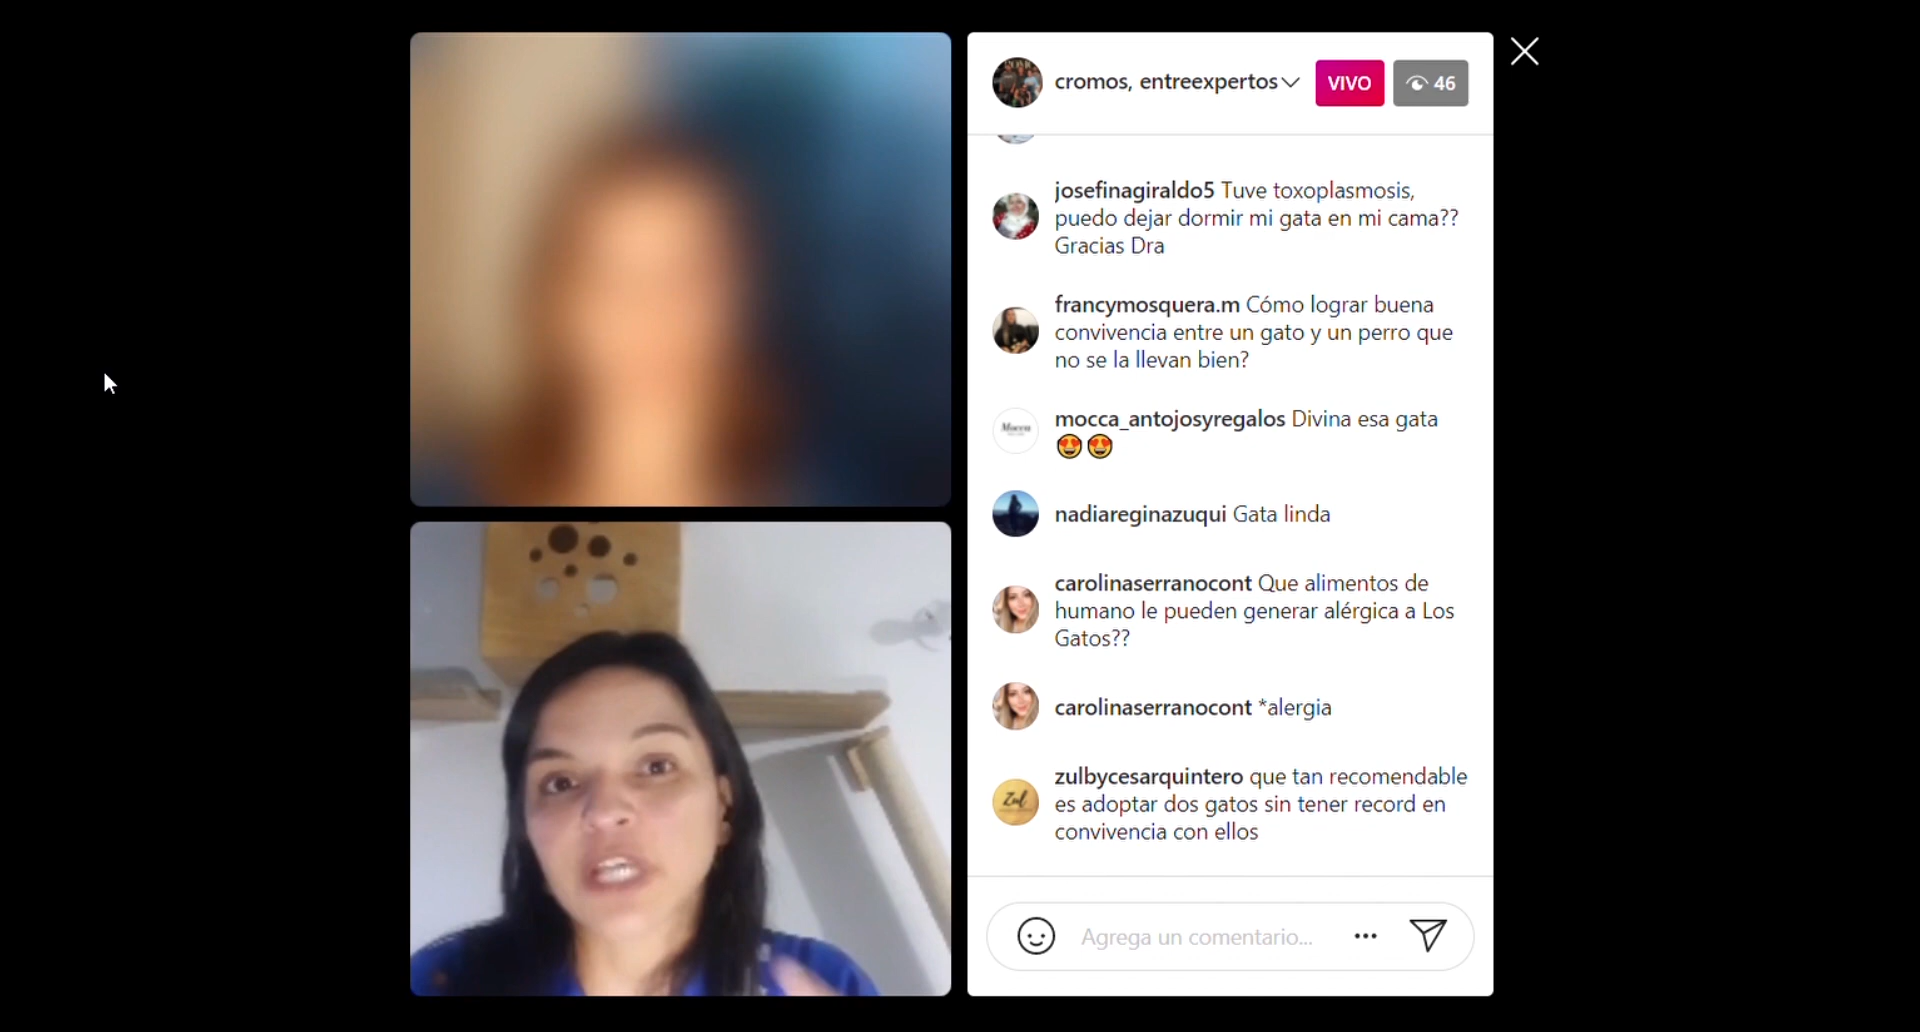 cromos, entreexpertos
VIVO
46
josefinagiraldo5 Tuve toxoplasmosis,
puedo dejar dormir mi gata en mi cama??
Gracias Dra
francymosquera.m Cómo lograr buena
convivencia entre un gato y un perro que
no se la llevan bien?
Mocca
mocca_antojosyregalos Divina esa gata
😍😍
nadiareginazuqui Gata linda
carolinaserranocont Que alimentos de
humano le pueden generar alérgica a Los
Gatos??
carolinaserranocont *alergia
Zul
zulbycesarquintero que tan recomendable
es adoptar dos gatos sin tener record en
convivencia con ellos
Agrega un comentario...